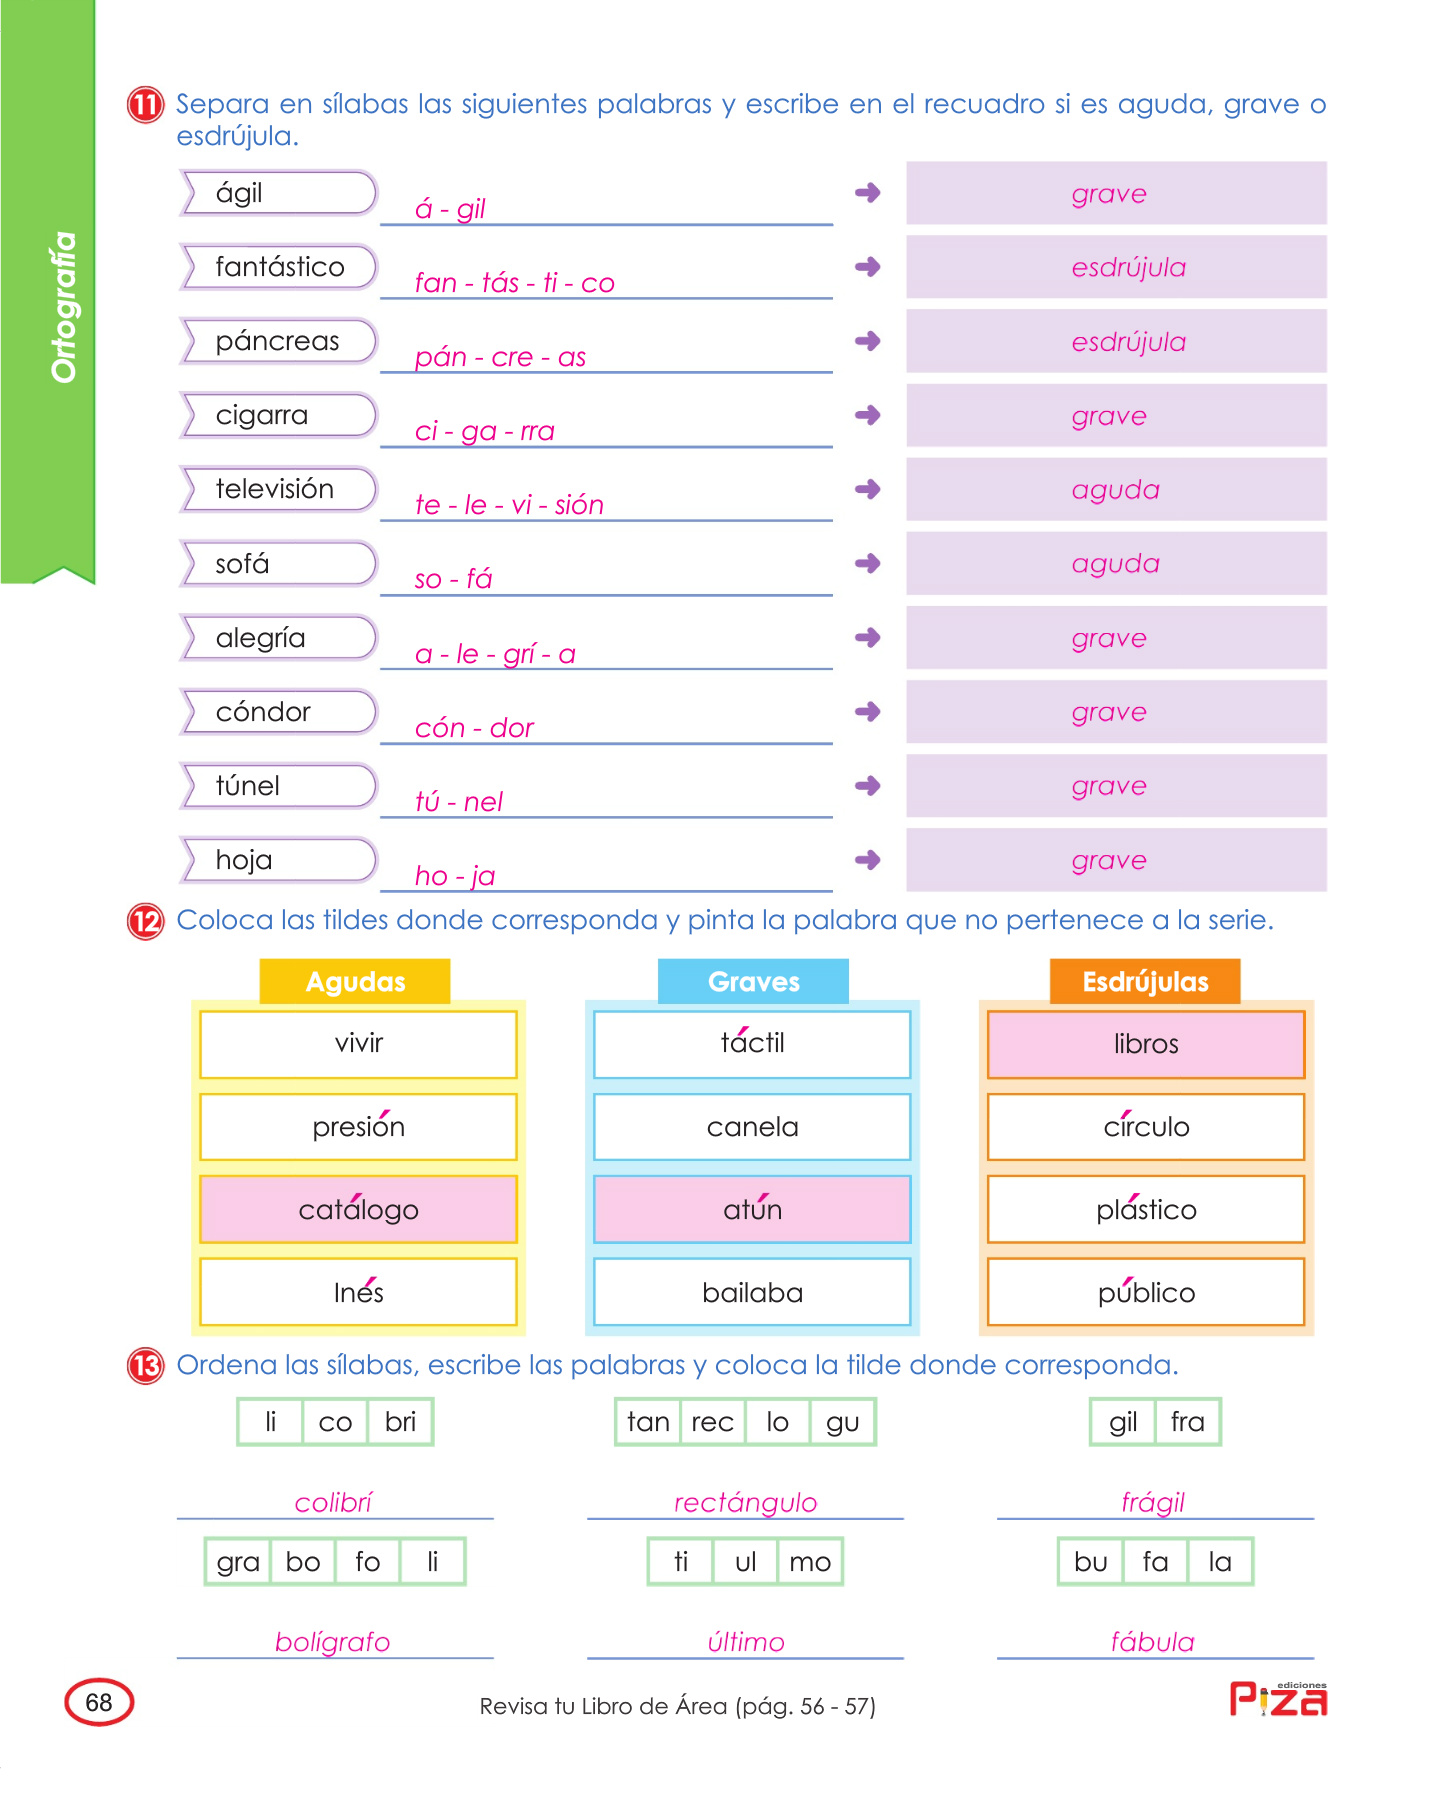 Ortografía
11 Separa en sílabas las siguientes palabras y escribe en el recuadro si es aguda, grave o
esdrújula.
ágil á - gil grave
fantástico fan - tás - ti - co esdrújula
páncreas pán - cre - as esdrújula
cigarra ci - ga - rra grave
televisión te - le - vi - sión aguda
sofá so - fá aguda
alegría a - le - grí - a grave
cóndor cón - dor grave
túnel tú - nel grave
hoja ho - ja grave
12 Coloca las tildes donde corresponda y pinta la palabra que no pertenece a la serie.
Agudas Graves Esdrújulas
vivir táctil libros
presión canela círculo
catálogo atún plástico
Inés bailaba público
13 Ordena las sílabas, escribe las palabras y coloca la tilde donde corresponda.
li co bri tan rec lo gu gil fra
colibrí rectángulo frágil
gra bo fo li ti ul mo bu fa la
bolígrafo último fábula
68 Revisa tu Libro de Área (pág. 56 - 57) ediciones
Piza